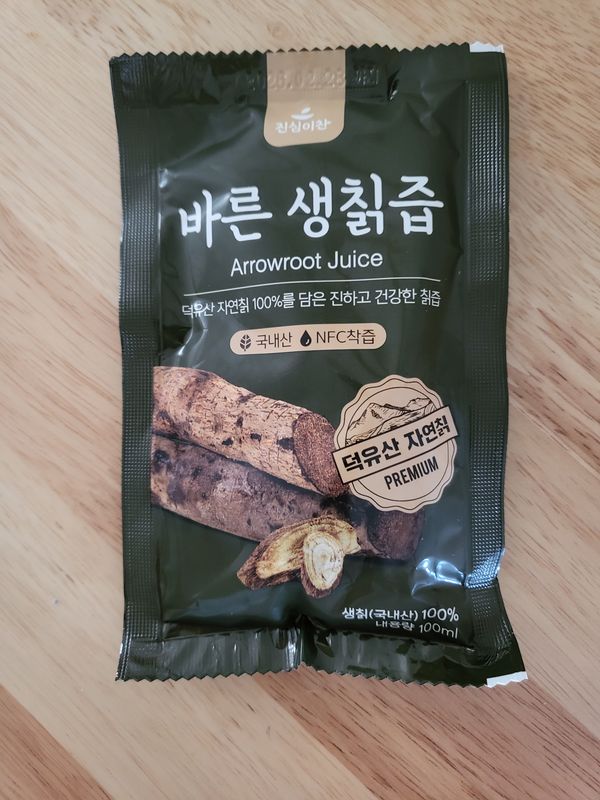 진심이찬
바른 생칡즙
Arrowroot Juice
덕유산 자연칡 100%를 담은 진하고 건강한 칡즙
국내산 NFC착즙
덕유산 자연칡
PREMIUM
생칡(국내산) 100%
내용량 100ml